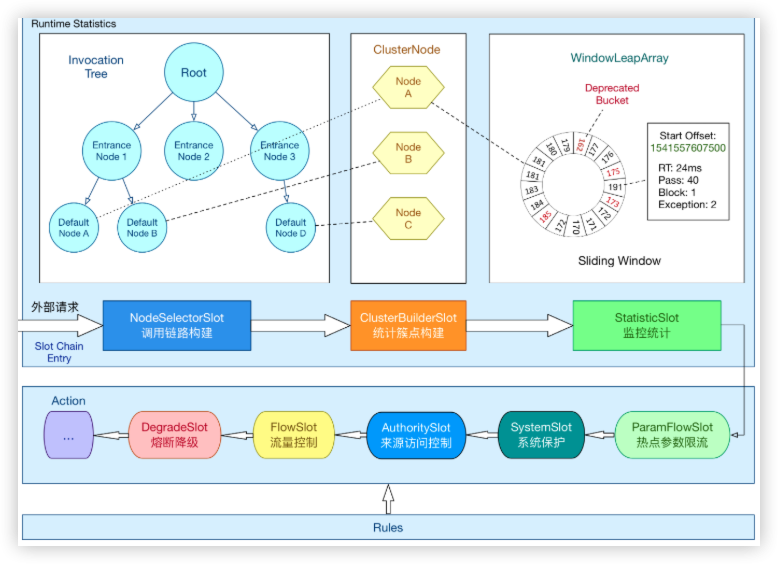 Runtime Statistics
Invocation
Tree
Root
Entrance
Node 1
Entrance
Node 2
Entrance
Node 3
Default
Node A
Default
Node B
Default
Node D
ClusterNode
Node
A
Node
B
Node
C
WindowLeapArray
Deprecated
Bucket
162
177
176
175
191
173
172
171
170
172
185
184
183
181
181
180
179
Start Offset:
1541557607500
RT: 24ms
Pass: 40
Block: 1
Exception: 2
Sliding Window
外部请求
Slot Chain
Entry
NodeSelectorSlot
调用链路构建
ClusterBuilderSlot
统计簇点构建
StatisticSlot
监控统计
Action
...
DegradeSlot
熔断降级
FlowSlot
流量控制
AuthoritySlot
来源访问控制
SystemSlot
系统保护
ParamFlowSlot
热点参数限流
Rules